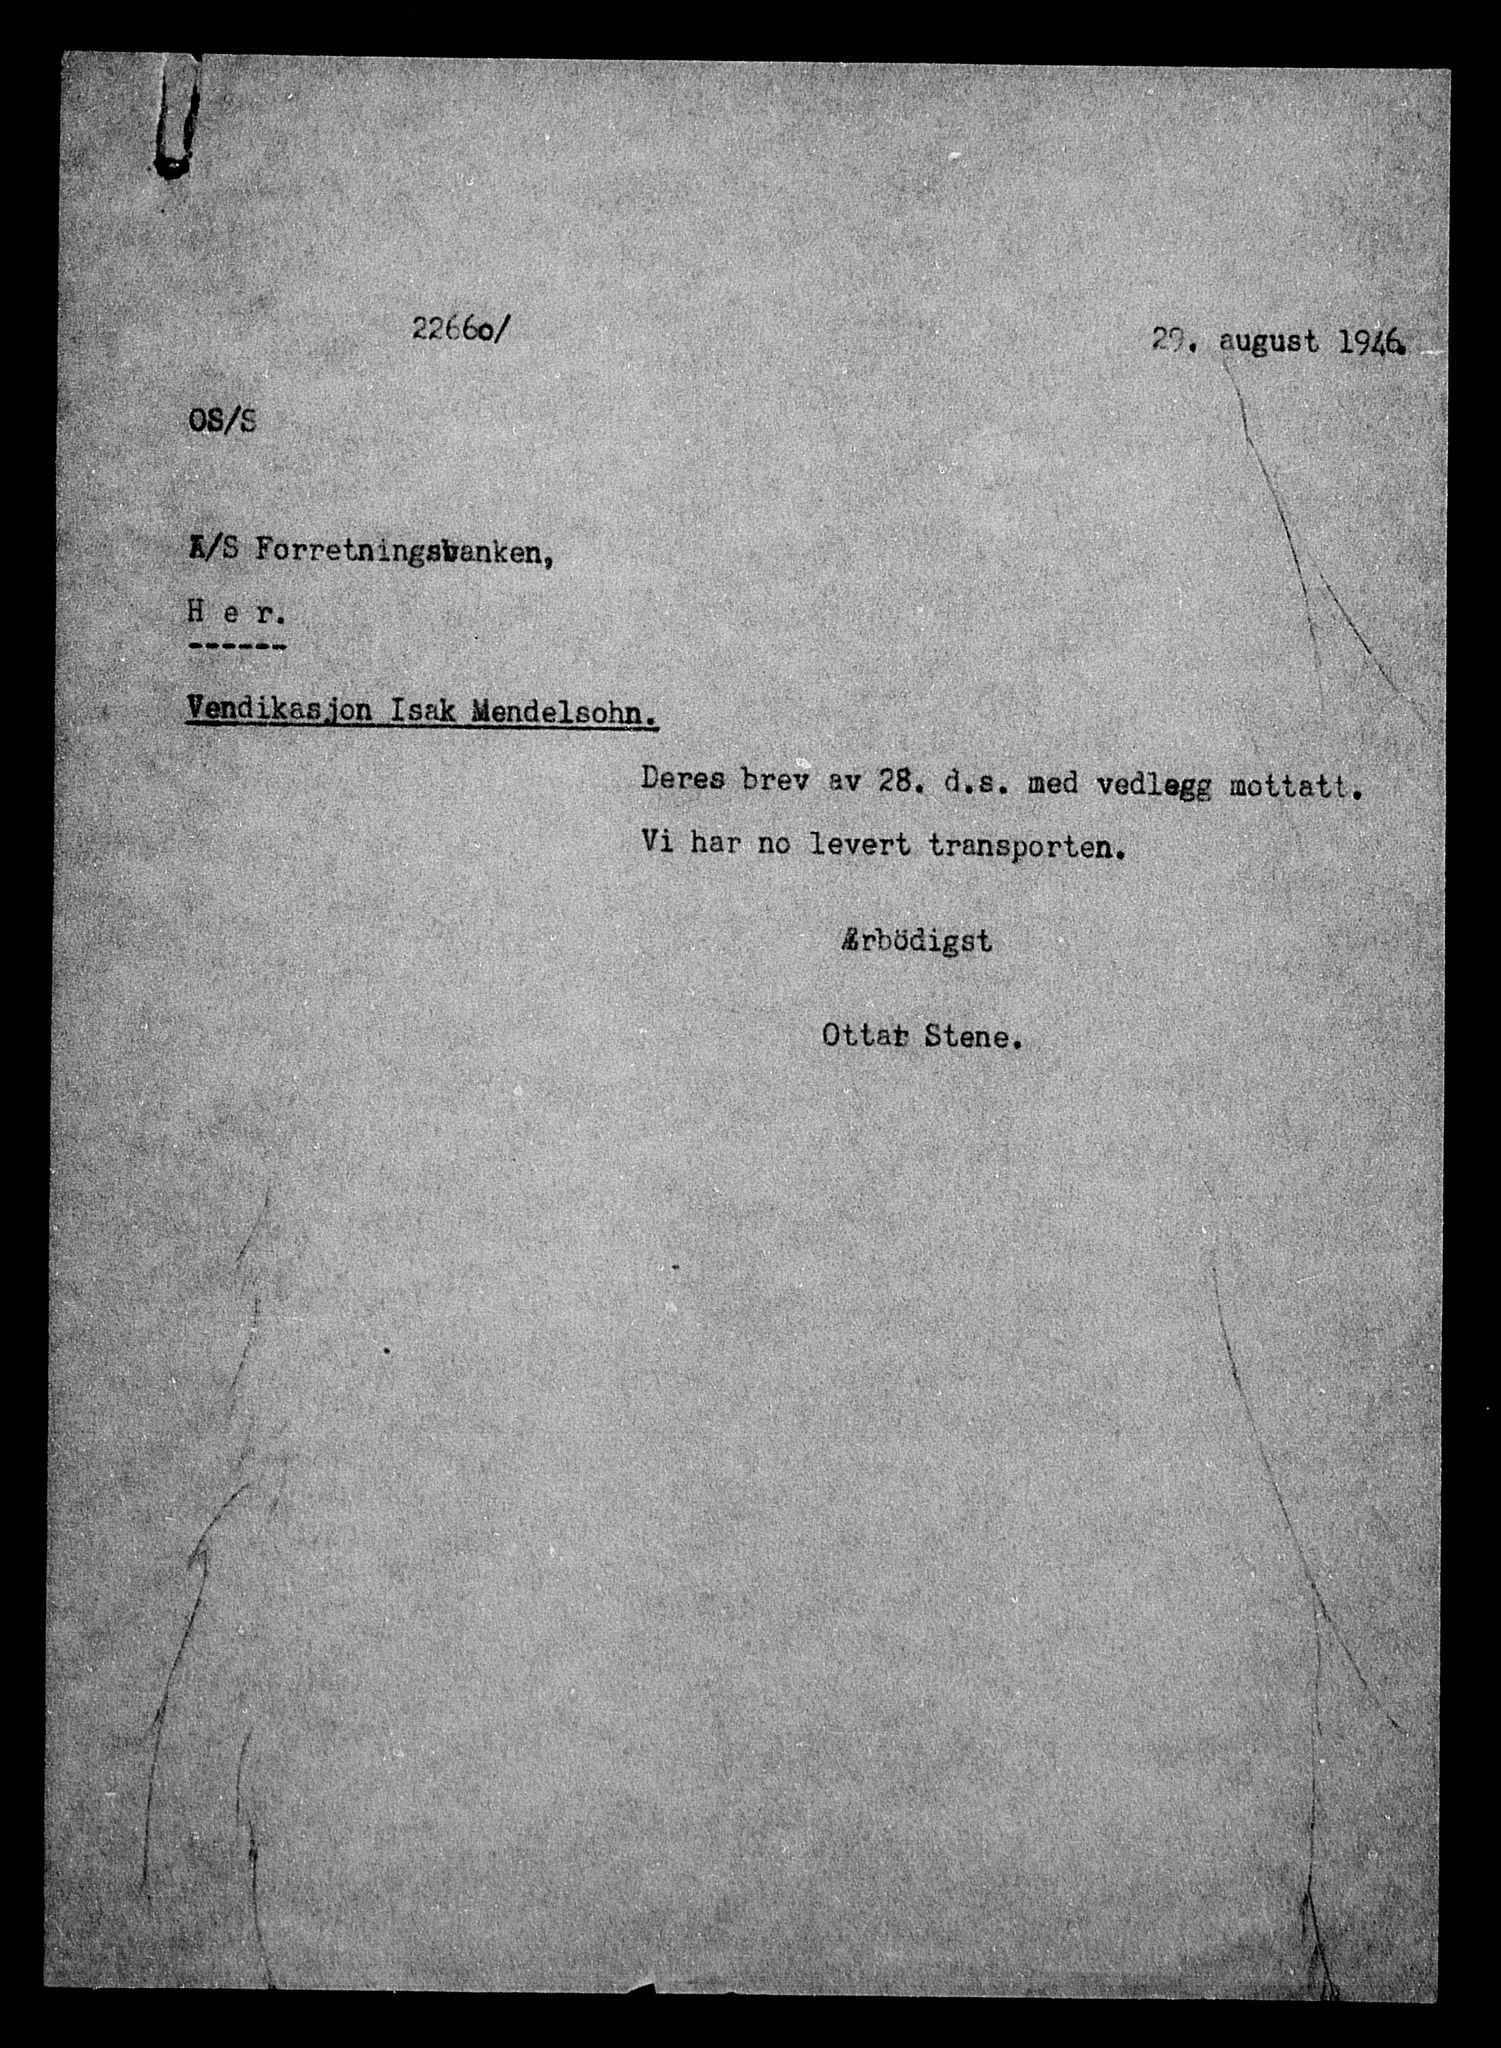 22660/
29. august 1946.
OS/S
A/S Forretningsbanken,
H e r.
------
Vendikasjon Isak Mendelsohn.
Deres brev av 28. d.s. med vedlegg mottatt.
Vi har no levert transporten.
Ærbödigst
Ottar Stene.